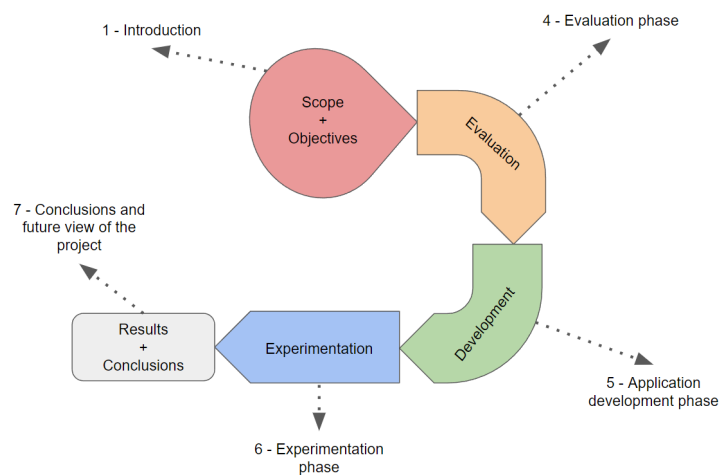 1 - Introduction
4 - Evaluation phase
Scope
+
Objectives
Evaluation
7 - Conclusions and
future view of the
project
Development
Results
+
Conclusions
Experimentation
5 - Application
development phase
6 - Experimentation
phase